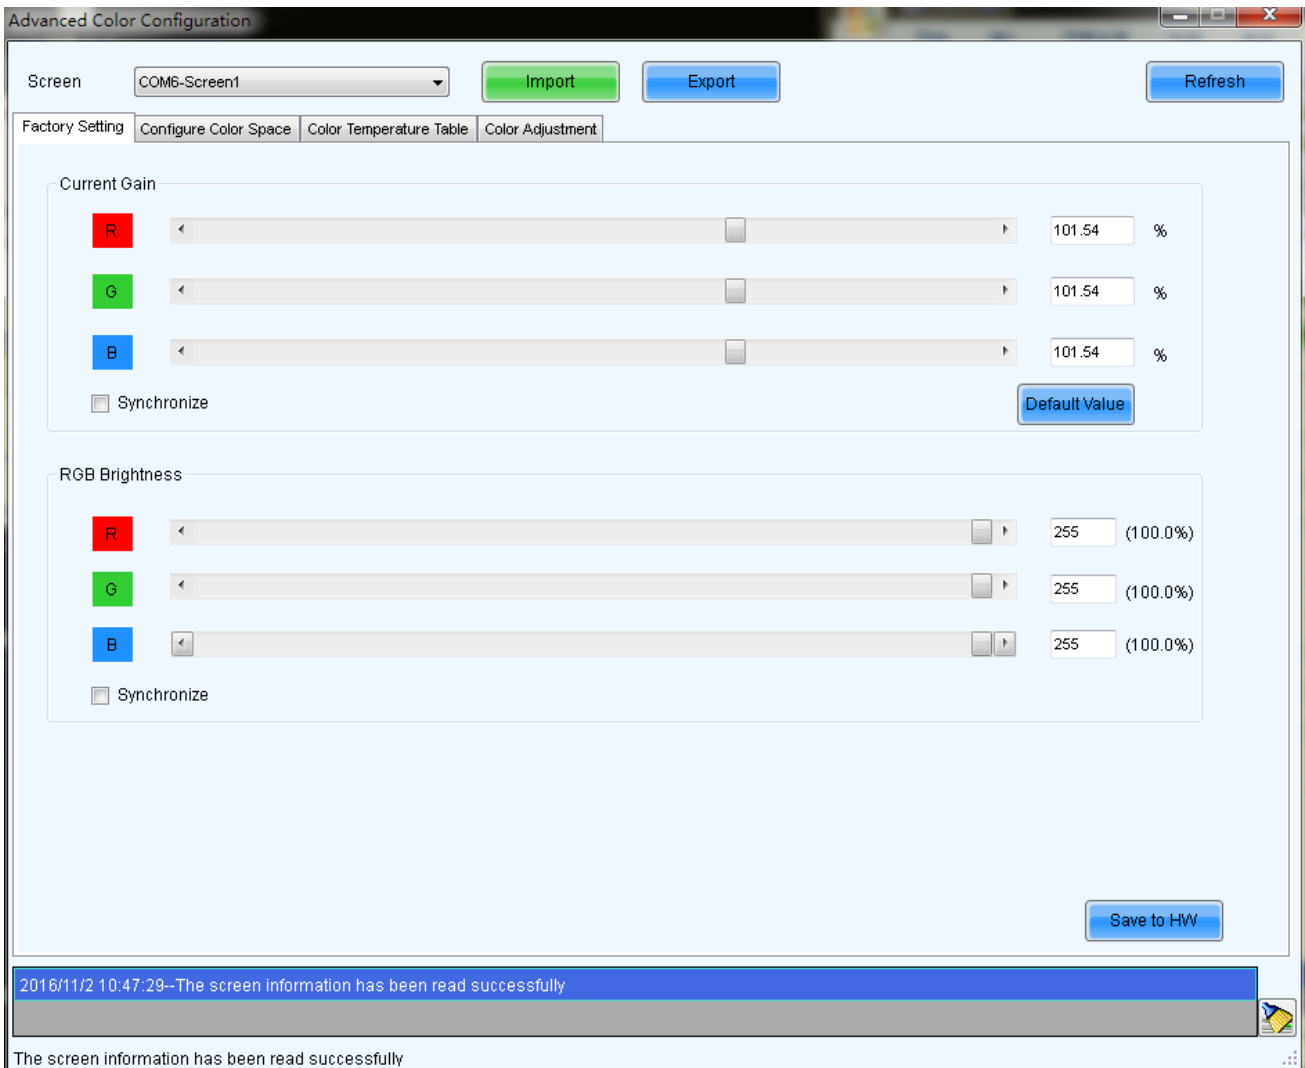 Advanced Color Configuration
Screen COM6-Screen1 Import Export Refresh
Factory Setting Configure Color Space Color Temperature Table Color Adjustment
Current Gain
R 101.54 %
G 101.54 %
B 101.54 %
Synchronize Default Value
RGB Brightness
R 255 (100.0%)
G 255 (100.0%)
B 255 (100.0%)
Synchronize
Save to HW
2016/11/2 10:47:29--The screen information has been read successfully
The screen information has been read successfully